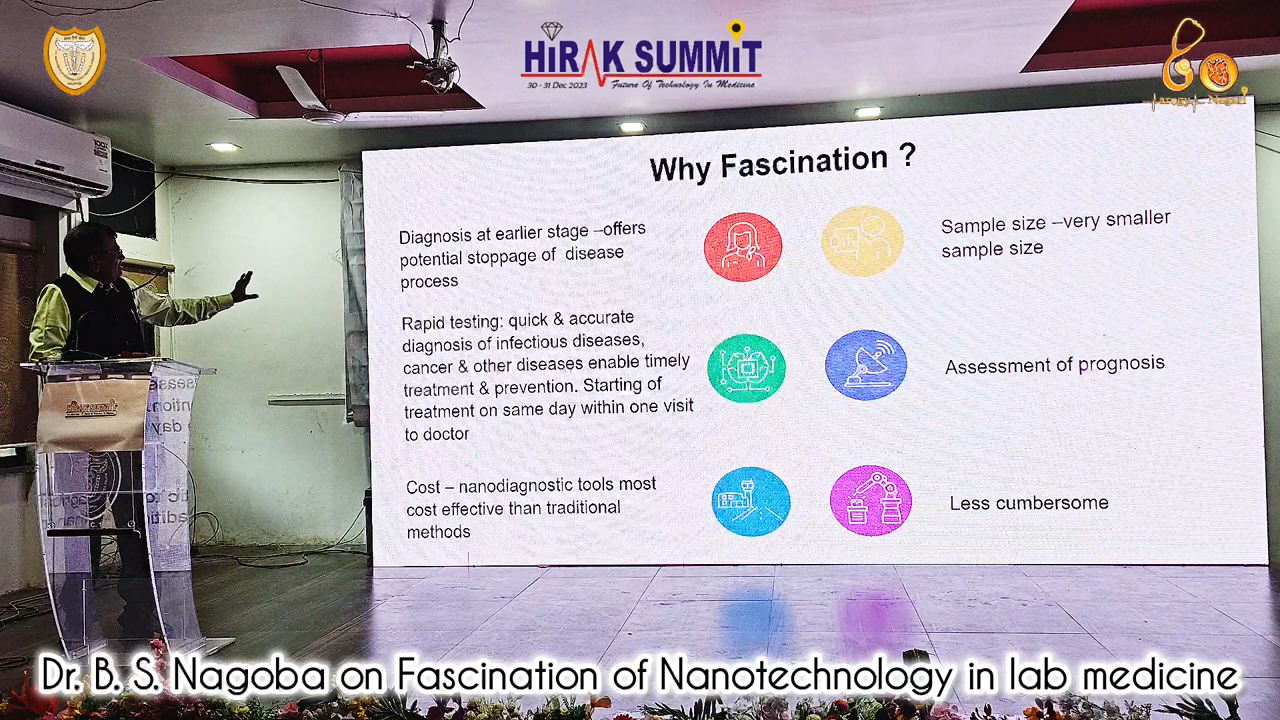 HiRAK SUMMiT
30 - 31 Dec 2023 Future Of Technology In Medicine
Arogya Nagari
Why Fascination ?
Diagnosis at earlier stage –offers
potential stoppage of disease
process
Sample size –very smaller
sample size
Rapid testing: quick & accurate
diagnosis of infectious diseases,
cancer & other diseases enable timely
treatment & prevention. Starting of
treatment on same day within one visit
to doctor
Assessment of prognosis
Cost – nanodiagnostic tools most
cost effective than traditional
methods
Less cumbersome
HIRAK SUMMIT
Dr. B. S. Nagoba on Fascination of Nanotechnology in lab medicine